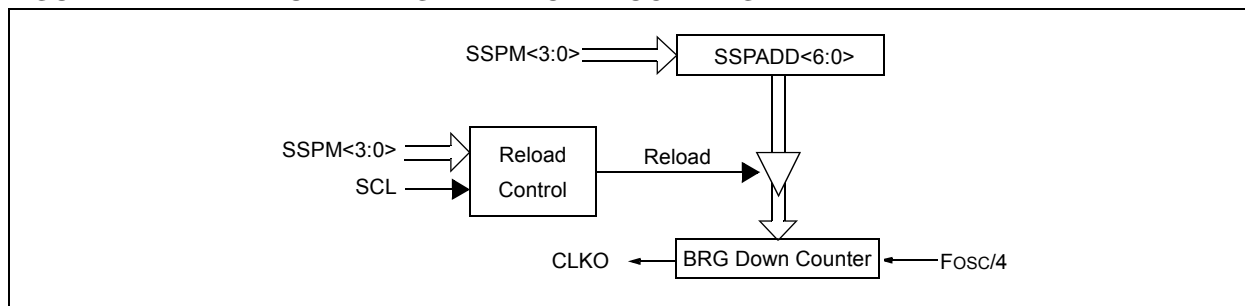 SSPM<3:0>
SSPADD<6:0>
SSPM<3:0>
SCL
Reload
Control
Reload
CLKO
BRG Down Counter
FOSC/4